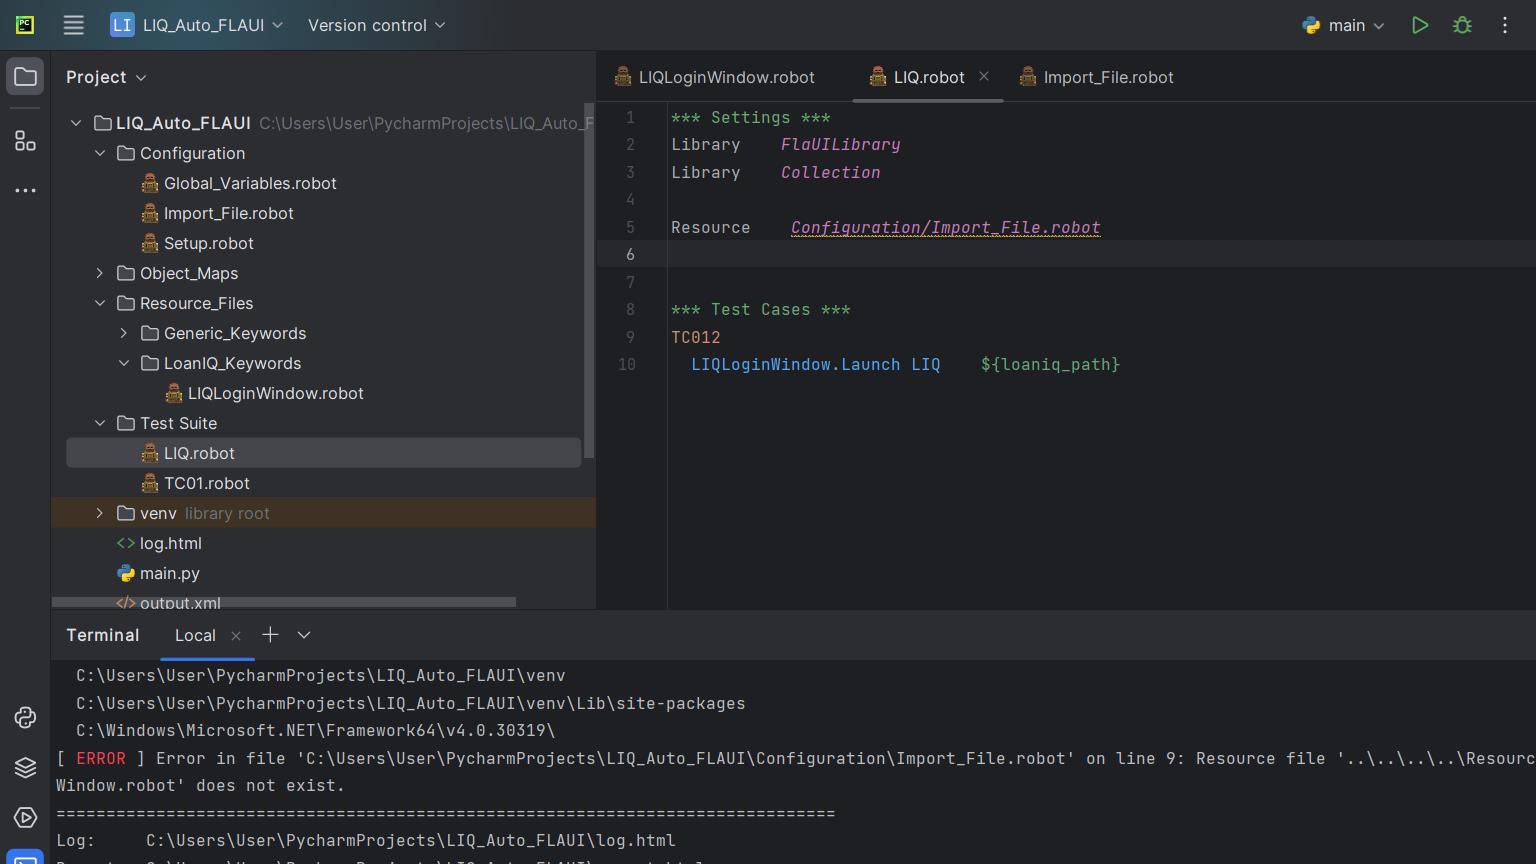 LI LIQ_Auto_FLAUI Version control main
Project
LIQLoginWindow.robot LIQ.robot Import_File.robot
LIQ_Auto_FLAUI C:\Users\User\PycharmProjects\LIQ_Auto_F
Configuration
Global_Variables.robot
Import_File.robot
Setup.robot
Object_Maps
Resource_Files
Generic_Keywords
LoanIQ_Keywords
LIQLoginWindow.robot
Test Suite
LIQ.robot
TC01.robot
venv library root
log.html
main.py
output.xml
1 *** Settings ***
2 Library    FlaUILibrary
3 Library    Collection
4
5 Resource    Configuration/Import_File.robot
6
7
8 *** Test Cases ***
9 TC012
10   LIQLoginWindow.Launch LIQ    ${loaniq_path}
Terminal Local
C:\Users\User\PycharmProjects\LIQ_Auto_FLAUI\venv
C:\Users\User\PycharmProjects\LIQ_Auto_FLAUI\venv\Lib\site-packages
C:\Windows\Microsoft.NET\Framework64\v4.0.30319\
[ ERROR ] Error in file 'C:\Users\User\PycharmProjects\LIQ_Auto_FLAUI\Configuration\Import_File.robot' on line 9: Resource file '..\..\..\..\Resourc
Window.robot' does not exist.
==============================================================================
Log:     C:\Users\User\PycharmProjects\LIQ_Auto_FLAUI\log.html